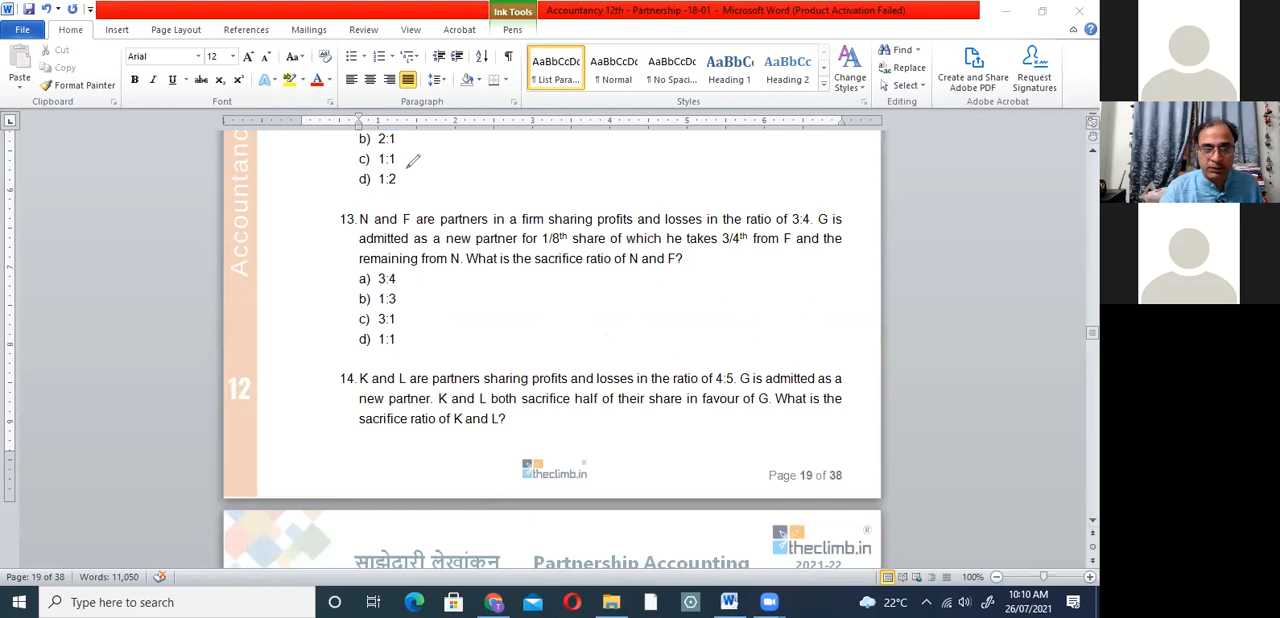 Ink Tools
Accountancy 12th - Partnership -18-01 - Microsoft Word (Product Activation Failed)
File
Home
Insert
Page Layout
References
Mailings
Review
View
Acrobat
Pens
Paste
Cut
Copy
Format Painter
Clipboard
Arial
12
Font
Paragraph
AaBbCcDc
¶ List Para...
AaBbCcDc
¶ Normal
AaBbCcDc
¶ No Spaci...
AaBbC
Heading 1
AaBbCc
Heading 2
Change Styles
Styles
Find
Replace
Select
Editing
Create and Share Adobe PDF
Request Signatures
Adobe Acrobat
b) 2:1
c) 1:1
d) 1:2
13. N and F are partners in a firm sharing profits and losses in the ratio of 3:4. G is
admitted as a new partner for 1/8th share of which he takes 3/4th from F and the
remaining from N. What is the sacrifice ratio of N and F?
a) 3:4
b) 1:3
c) 3:1
d) 1:1
14. K and L are partners sharing profits and losses in the ratio of 4:5. G is admitted as a
new partner. K and L both sacrifice half of their share in favour of G. What is the
sacrifice ratio of K and L?
Accountanc
12
theclimb.in
Page 19 of 38
साझेदारी लेखांकन Partnership Accounting
theclimb.in
2021-22
Page: 19 of 38
Words: 11,050
100%
Type here to search
22°C
10:10 AM
26/07/2021